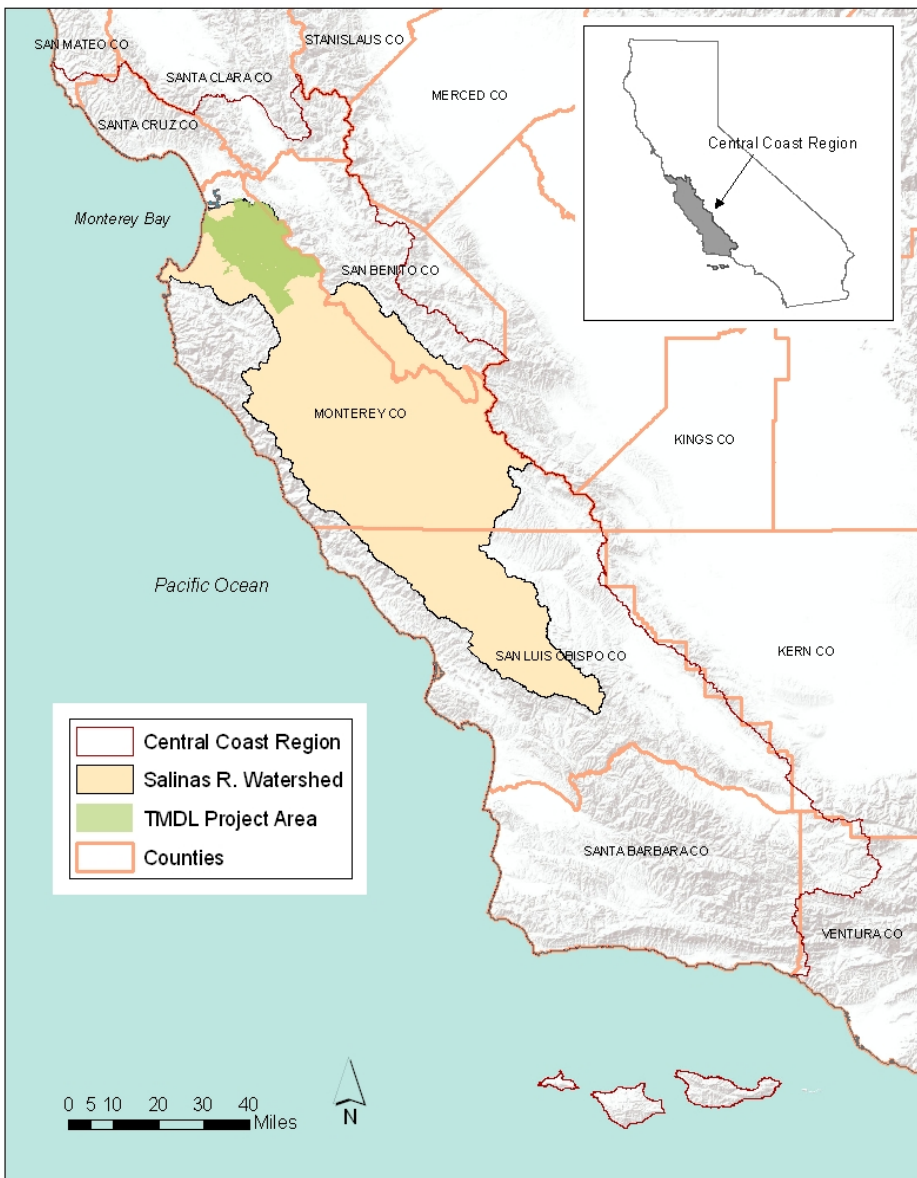 STANISLAUS CO
SAN MATEO CO
SANTA CLARA CO
MERCED CO
SANTA CRUZ CO
Central Coast Region
Monterey Bay
SAN BENITO CO
MONTEREY CO
KINGS CO
Pacific Ocean
SAN LUIS OBISPO CO
KERN CO
Central Coast Region
Salinas R. Watershed
TMDL Project Area
Counties
SANTA BARBARA CO
VENTURA CO
0 5 10 20 30 40
Miles
N